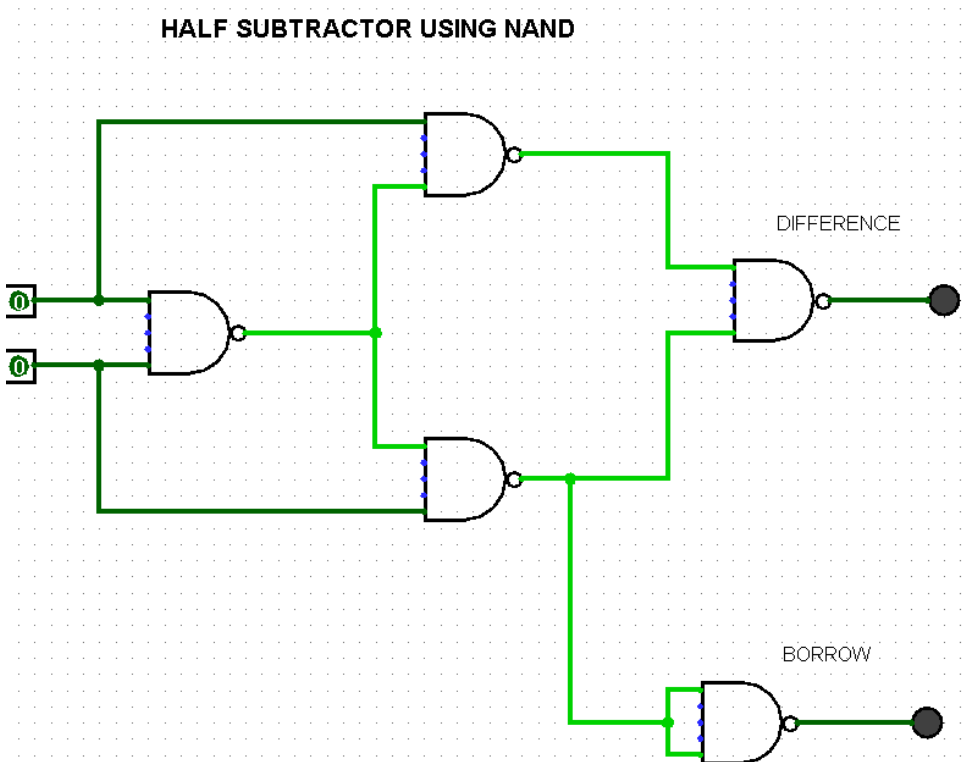 HALF SUBTRACTOR USING NAND
DIFFERENCE
0
0
BORROW